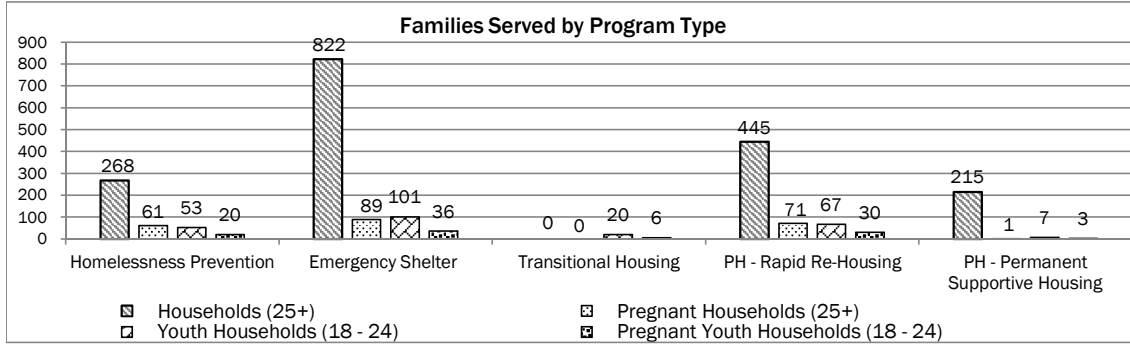 Families Served by Program Type
900
800
700
600
500
400
300
200
100
0
268
61
53
20
822
89
101
36
0
0
20
6
445
71
67
30
215
1
7
3
Homelessness Prevention
Emergency Shelter
Transitional Housing
PH - Rapid Re-Housing
PH - Permanent
Supportive Housing
Households (25+)
Pregnant Households (25+)
Youth Households (18 - 24)
Pregnant Youth Households (18 - 24)